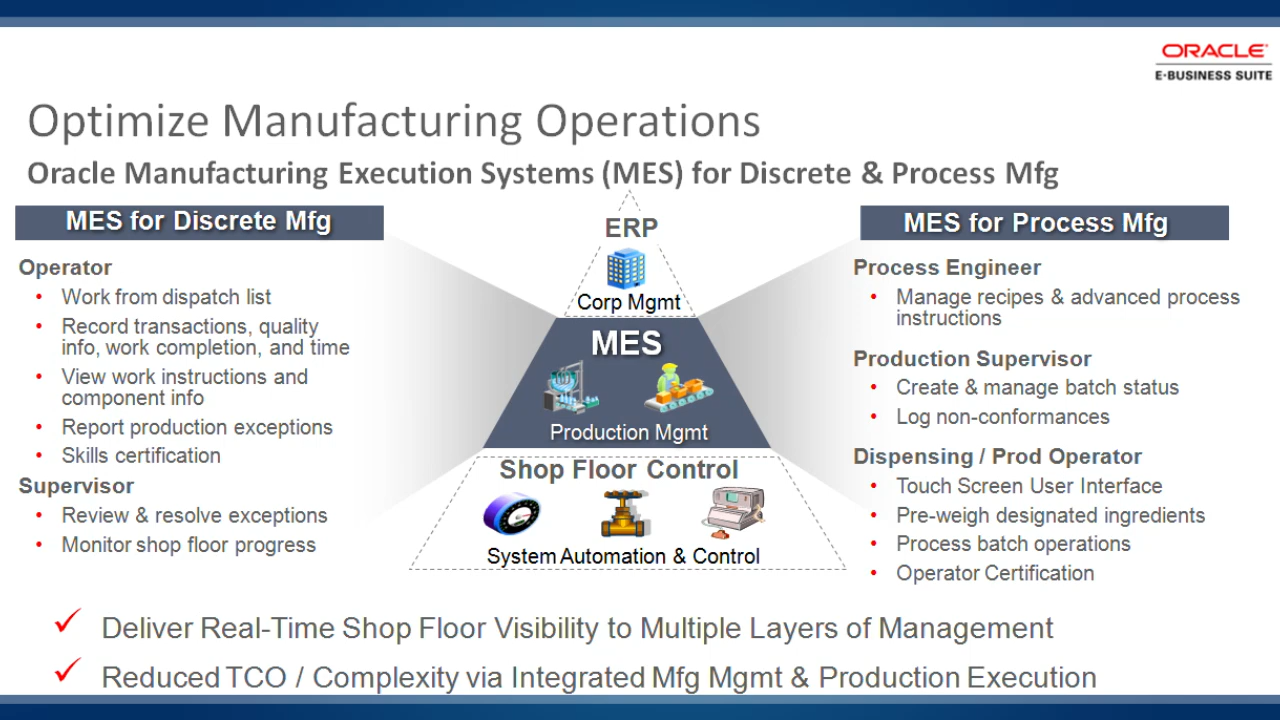 ORACLE
E-BUSINESS SUITE
Optimize Manufacturing Operations
Oracle Manufacturing Execution Systems (MES) for Discrete & Process Mfg
MES for Discrete Mfg
Operator
• Work from dispatch list
• Record transactions, quality
info, work completion, and time
• View work instructions and
component info
• Report production exceptions
• Skills certification
Supervisor
• Review & resolve exceptions
• Monitor shop floor progress
ERP
Corp Mgmt
MES
Production Mgmt
Shop Floor Control
System Automation & Control
MES for Process Mfg
Process Engineer
• Manage recipes & advanced process
instructions
Production Supervisor
• Create & manage batch status
• Log non-conformances
Dispensing / Prod Operator
• Touch Screen User Interface
• Pre-weigh designated ingredients
• Process batch operations
• Operator Certification
✓ Deliver Real-Time Shop Floor Visibility to Multiple Layers of Management
✓ Reduced TCO / Complexity via Integrated Mfg Mgmt & Production Execution